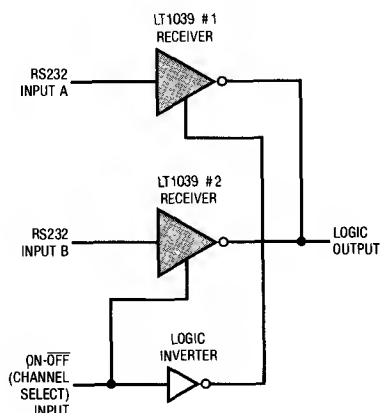 LT1039 #1
RECEIVER
RS232
INPUT A
LT1039 #2
RECEIVER
RS232
INPUT B
LOGIC
OUTPUT
LOGIC
INVERTER
ON-OFF
(CHANNEL
SELECT)
INPUT